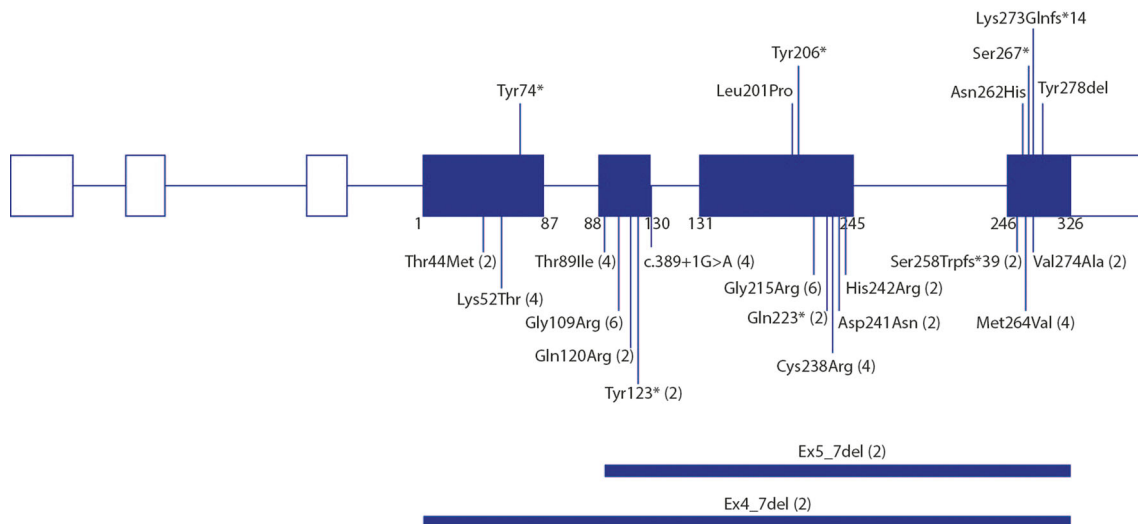 Lys273Glnfs*14
Tyr206*
Ser267*
Tyr74*
Leu201Pro
Asn262His
Tyr278del
1
87
88
130
131
245
246
326
Thr44Met (2)
Thr89Ile (4)
c.389+1G>A (4)
Ser258Trpfs*39 (2)
Val274Ala (2)
Gly215Arg (6)
His242Arg (2)
Lys52Thr (4)
Gly109Arg (6)
Gln223* (2)
Asp241Asn (2)
Met264Val (4)
Gln120Arg (2)
Cys238Arg (4)
Tyr123* (2)
Ex5_7del (2)
Ex4_7del (2)